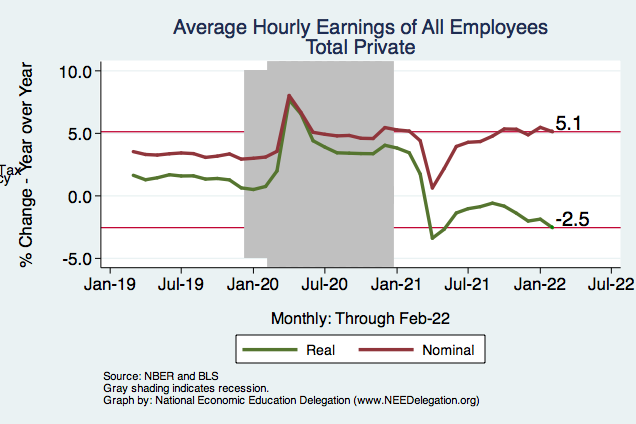 Average Hourly Earnings of All Employees
Total Private
% Change - Year over Year
Tax
cy
10.0
5.0
0.0
-5.0
5.1
-2.5
Jan-19 Jul-19 Jan-20 Jul-20 Jan-21 Jul-21 Jan-22 Jul-22
Monthly: Through Feb-22
Real Nominal
Source: NBER and BLS
Gray shading indicates recession.
Graph by: National Economic Education Delegation (www.NEEDelegation.org)